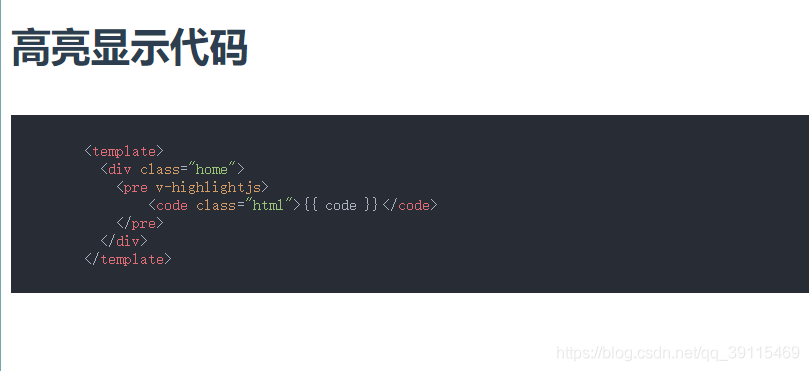 高亮显示代码
<template>
<div class="home">
<pre v-highlightjs>
<code class="html">{{ code }}</code>
</pre>
</div>
</template>
https://blog.csdn.net/qq_39115469